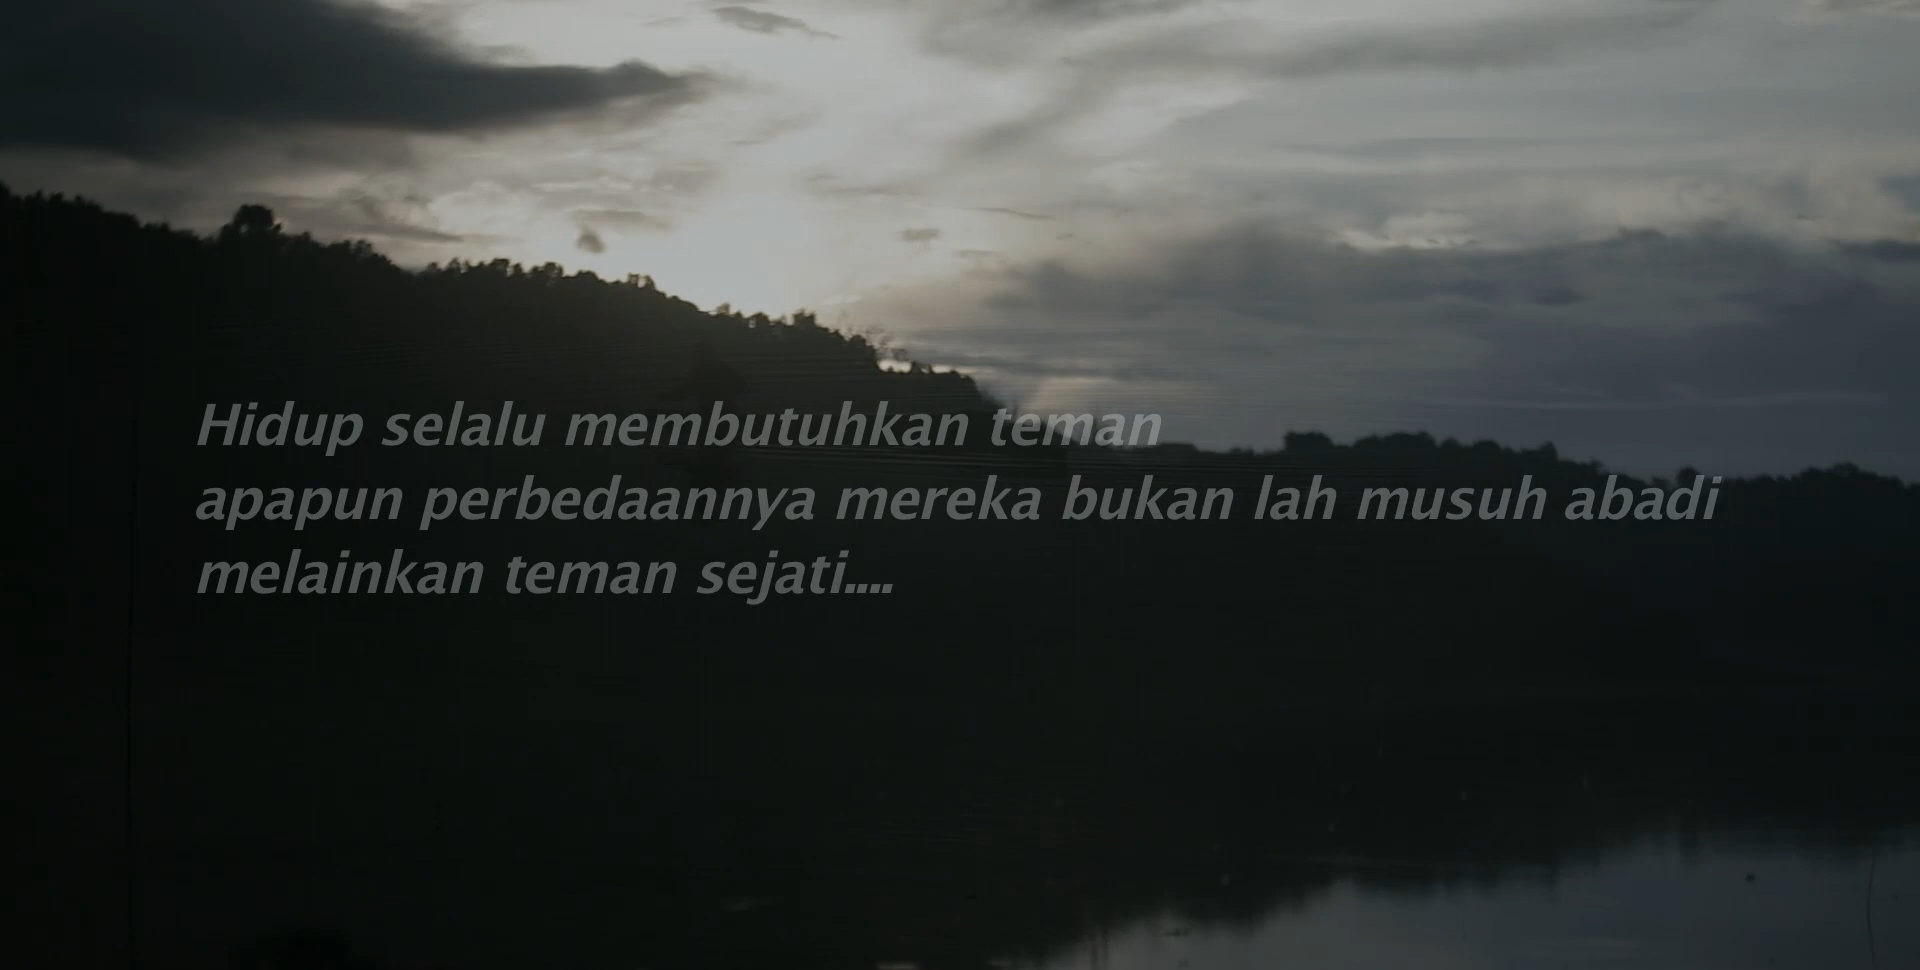 Hidup selalu membutuhkan teman
apapun perbedaannya mereka bukan lah musuh abadi
melainkan teman sejati....